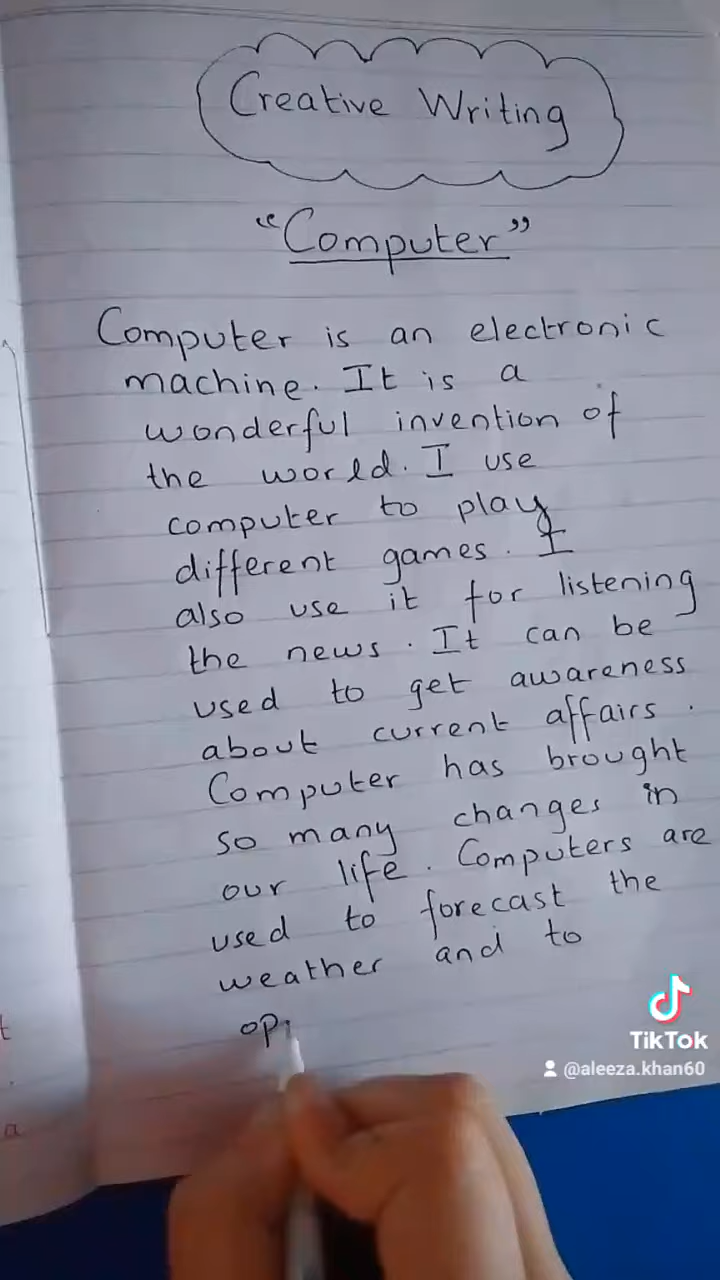 Creative Writing
“Computer”
Computer is an electronic
machine. It is a
wonderful invention of
the world. I use
computer to play
different games. I
also use it for listening
the news. It can be
used to get awareness
about current affairs.
Computer has brought
so many changes in
our life. Computers are
used to forecast the
weather and to
op
t
.
a
TikTok
@aleeza.khan60